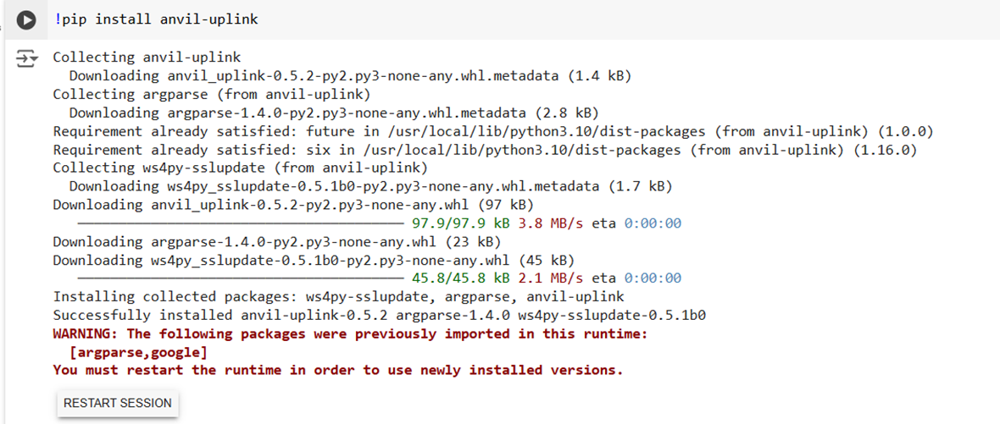 !pip install anvil-uplink
Collecting anvil-uplink
  Downloading anvil_uplink-0.5.2-py2.py3-none-any.whl.metadata (1.4 kB)
Collecting argparse (from anvil-uplink)
  Downloading argparse-1.4.0-py2.py3-none-any.whl.metadata (2.8 kB)
Requirement already satisfied: future in /usr/local/lib/python3.10/dist-packages (from anvil-uplink) (1.0.0)
Requirement already satisfied: six in /usr/local/lib/python3.10/dist-packages (from anvil-uplink) (1.16.0)
Collecting ws4py-sslupdate (from anvil-uplink)
  Downloading ws4py_sslupdate-0.5.1b0-py2.py3-none-any.whl.metadata (1.7 kB)
Downloading anvil_uplink-0.5.2-py2.py3-none-any.whl (97 kB)
97.9/97.9 kB 3.8 MB/s eta 0:00:00
Downloading argparse-1.4.0-py2.py3-none-any.whl (23 kB)
Downloading ws4py_sslupdate-0.5.1b0-py2.py3-none-any.whl (45 kB)
45.8/45.8 kB 2.1 MB/s eta 0:00:00
Installing collected packages: ws4py-sslupdate, argparse, anvil-uplink
Successfully installed anvil-uplink-0.5.2 argparse-1.4.0 ws4py-sslupdate-0.5.1b0
WARNING: The following packages were previously imported in this runtime:
  [argparse,google]
You must restart the runtime in order to use newly installed versions.
RESTART SESSION